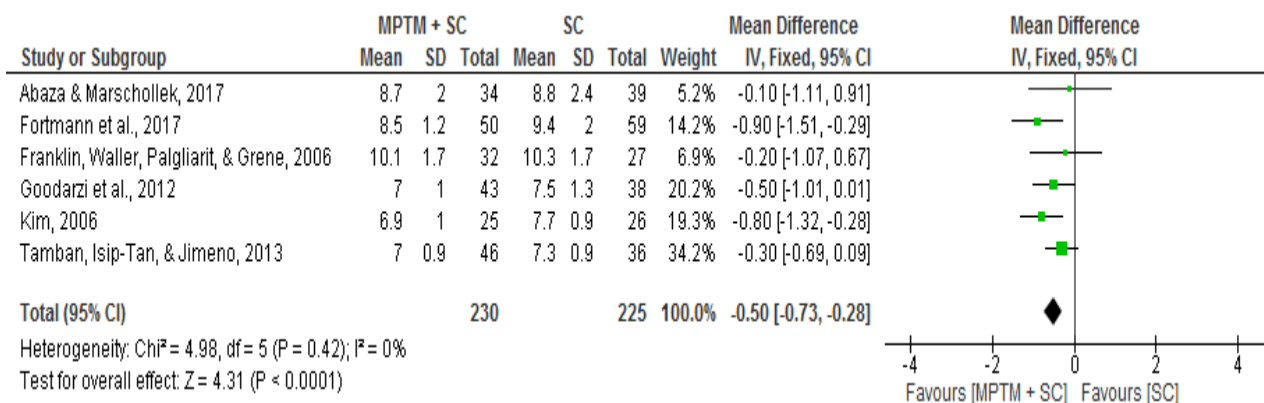 MPTM + SC SC Mean Difference Mean Difference
Study or Subgroup Mean SD Total Mean SD Total Weight IV, Fixed, 95% CI IV, Fixed, 95% CI
Abaza & Marschollek, 2017 8.7 2 34 8.8 2.4 39 5.2% -0.10 [-1.11, 0.91]
Fortmann et al., 2017 8.5 1.2 50 9.4 2 59 14.2% -0.90 [-1.51, -0.29]
Franklin, Waller, Palgliarit, & Grene, 2006 10.1 1.7 32 10.3 1.7 27 6.9% -0.20 [-1.07, 0.67]
Goodarzi et al., 2012 7 1 43 7.5 1.3 38 20.2% -0.50 [-1.01, 0.01]
Kim, 2006 6.9 1 25 7.7 0.9 26 19.3% -0.80 [-1.32, -0.28]
Tamban, Isip-Tan, & Jimeno, 2013 7 0.9 46 7.3 0.9 36 34.2% -0.30 [-0.69, 0.09]
Total (95% CI) 230 225 100.0% -0.50 [-0.73, -0.28]
Heterogeneity: Chi² = 4.98, df = 5 (P = 0.42); I² = 0%
Test for overall effect: Z = 4.31 (P < 0.0001)
-4 -2 0 2 4
Favours [MPTM + SC] Favours [SC]